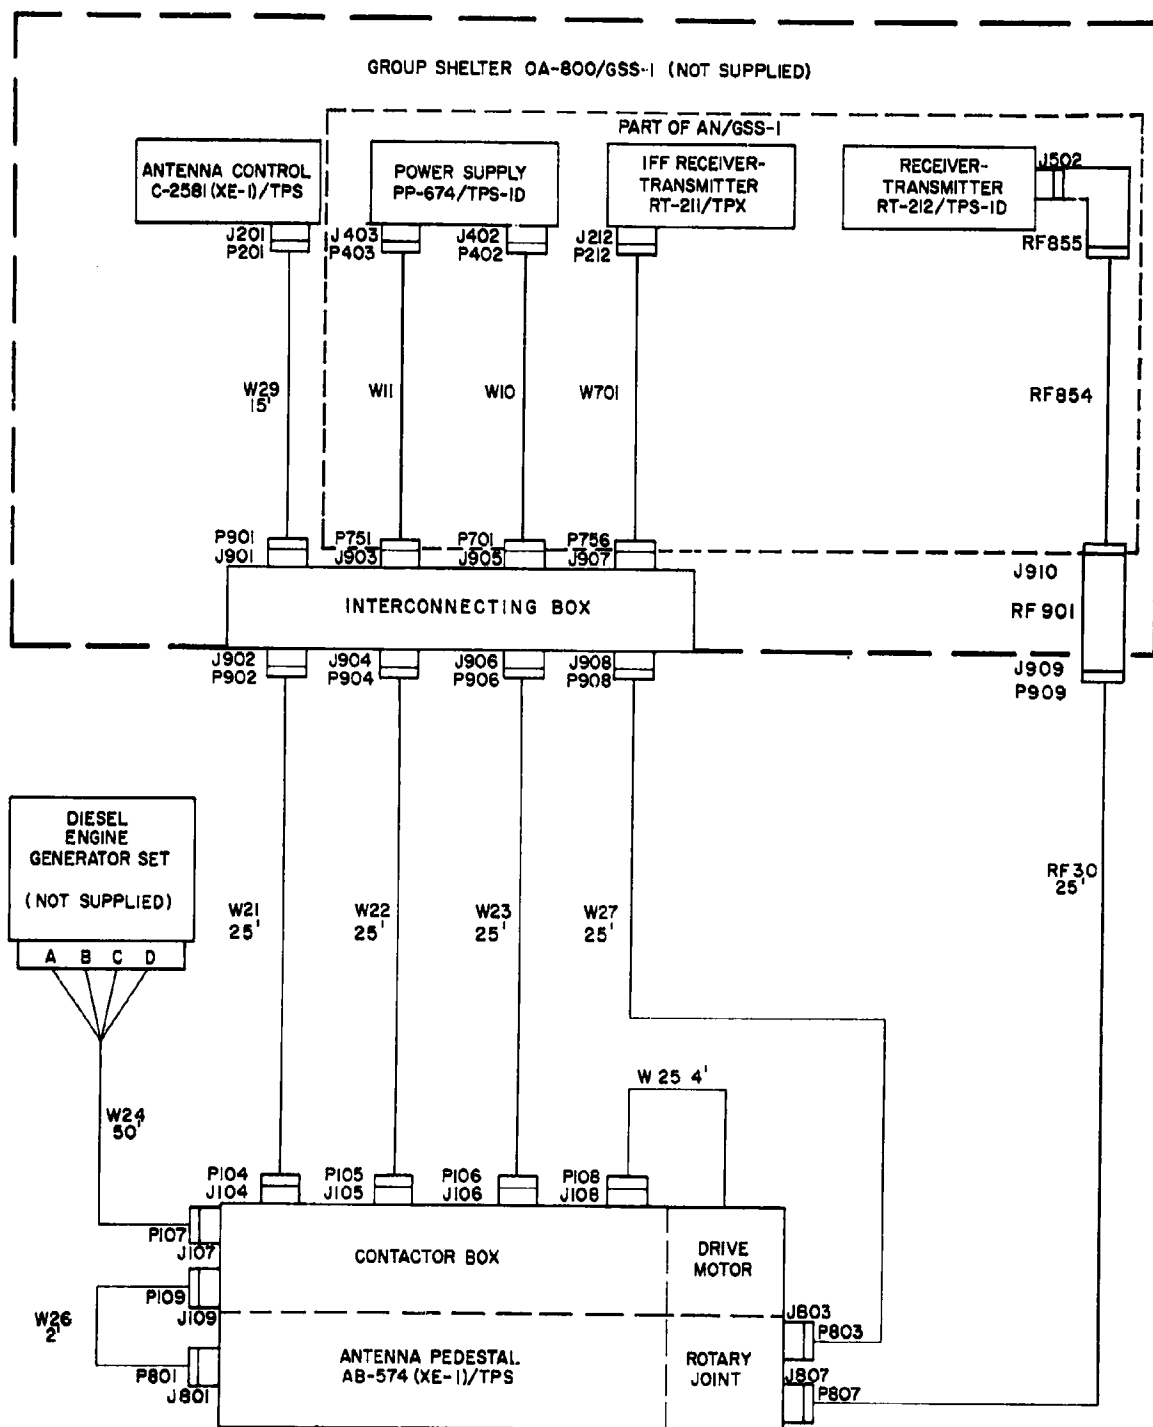 GROUP SHELTER OA-800/GSS-1 (NOT SUPPLIED)
PART OF AN/GSS-1
ANTENNA CONTROL
C-2581(XE-1)/TPS
POWER SUPPLY
PP-674/TPS-1D
IFF RECEIVER-
TRANSMITTER
RT-211/TPX
RECEIVER-
TRANSMITTER
RT-212/TPS-1D
J502
J201
P201
J403
P403
J402
P402
J212
P212
RF855
W29
15'
W11
W10
W701
RF854
P901
J901
P751
J903
P701
J905
P756
J907
J910
INTERCONNECTING BOX
RF901
J902
P902
J904
P904
J906
P906
J908
P908
J909
P909
DIESEL
ENGINE
GENERATOR SET
(NOT SUPPLIED)
A B C D
W21
25'
W22
25'
W23
25'
W27
25'
RF30
25'
W24
50'
W 25 4'
P104
J104
P105
J105
P106
J106
P108
J108
P107
J107
CONTACTOR BOX
DRIVE
MOTOR
P109
J109
W26
2'
P801
J801
ANTENNA PEDESTAL
AB-574 (XE-1)/TPS
ROTARY
JOINT
J803
P803
J807
P807